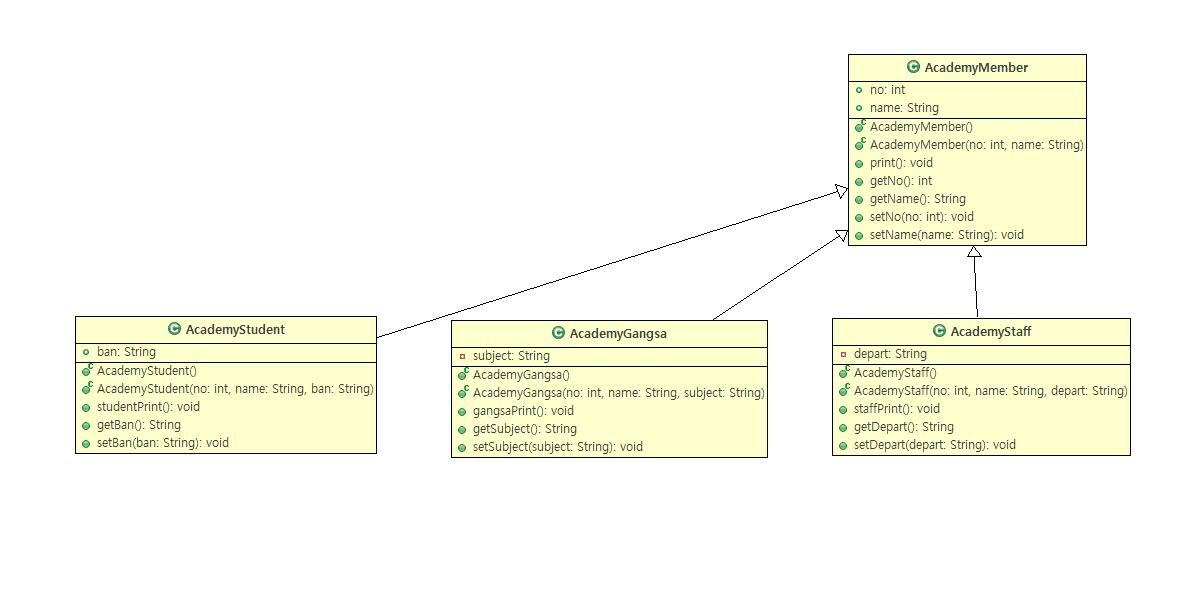 AcademyMember
no: int
name: String
AcademyMember()
AcademyMember(no: int, name: String)
print(): void
getNo(): int
getName(): String
setNo(no: int): void
setName(name: String): void
AcademyStudent
ban: String
AcademyStudent()
AcademyStudent(no: int, name: String, ban: String)
studentPrint(): void
getBan(): String
setBan(ban: String): void
AcademyGangsa
subject: String
AcademyGangsa()
AcademyGangsa(no: int, name: String, subject: String)
gangsaPrint(): void
getSubject(): String
setSubject(subject: String): void
AcademyStaff
depart: String
AcademyStaff()
AcademyStaff(no: int, name: String, depart: String)
staffPrint(): void
getDepart(): String
setDepart(depart: String): void